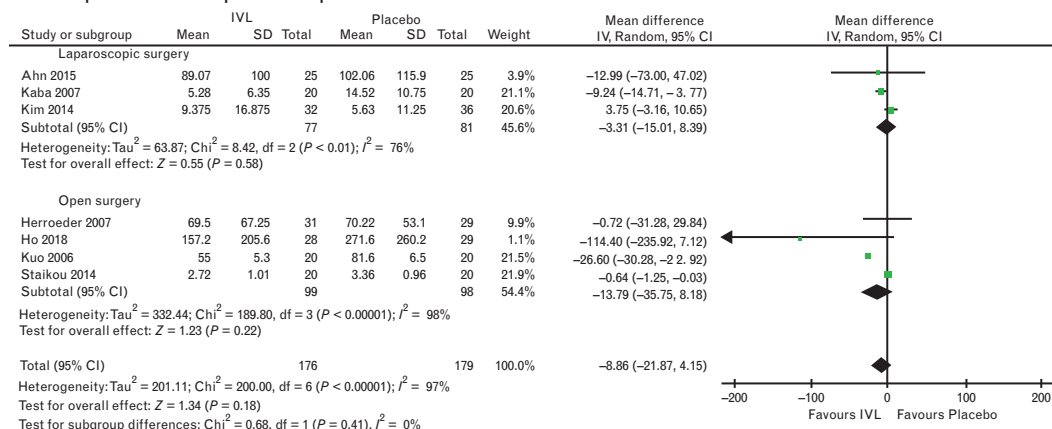 IVL Placebo Mean difference Mean difference
Study or subgroup Mean SD Total Mean SD Total Weight IV, Random, 95% CI IV, Random, 95% CI
Laparoscopic surgery
Ahn 2015 89.07 100 25 102.06 115.9 25 3.9% −12.99 (−73.00, 47.02)
Kaba 2007 5.28 6.35 20 14.52 10.75 20 21.1% −9.24 (−14.71, −3. 77)
Kim 2014 9.375 16.875 32 5.63 11.25 36 20.6% 3.75 (−3.16, 10.65)
Subtotal (95% CI) 77 81 45.6% −3.31 (−15.01, 8.39)
Heterogeneity: Tau² = 63.87; Chi² = 8.42, df = 2 (P < 0.01); I² = 76%
Test for overall effect: Z = 0.55 (P = 0.58)
Open surgery
Herroeder 2007 69.5 67.25 31 70.22 53.1 29 9.9% −0.72 (−31.28, 29.84)
Ho 2018 157.2 205.6 28 271.6 260.2 29 1.1% −114.40 (−235.92, 7.12)
Kuo 2006 55 5.3 20 81.6 6.5 20 21.5% −26.60 (−30.28, −2 2. 92)
Staikou 2014 2.72 1.01 20 3.36 0.96 20 21.9% −0.64 (−1.25, −0.03)
Subtotal (95% CI) 99 98 54.4% −13.79 (−35.75, 8.18)
Heterogeneity: Tau² = 332.44; Chi² = 189.80, df = 3 (P < 0.00001); I² = 98%
Test for overall effect: Z = 1.23 (P = 0.22)
Total (95% CI) 176 179 100.0% −8.86 (−21.87, 4.15)
Heterogeneity: Tau² = 201.11; Chi² = 200.00, df = 6 (P < 0.00001); I² = 97%
Test for overall effect: Z = 1.34 (P = 0.18)
Test for subgroup differences: Chi² = 0.68, df = 1 (P = 0.41), I² = 0%
−200 −100 0 100 200
Favours IVL Favours Placebo